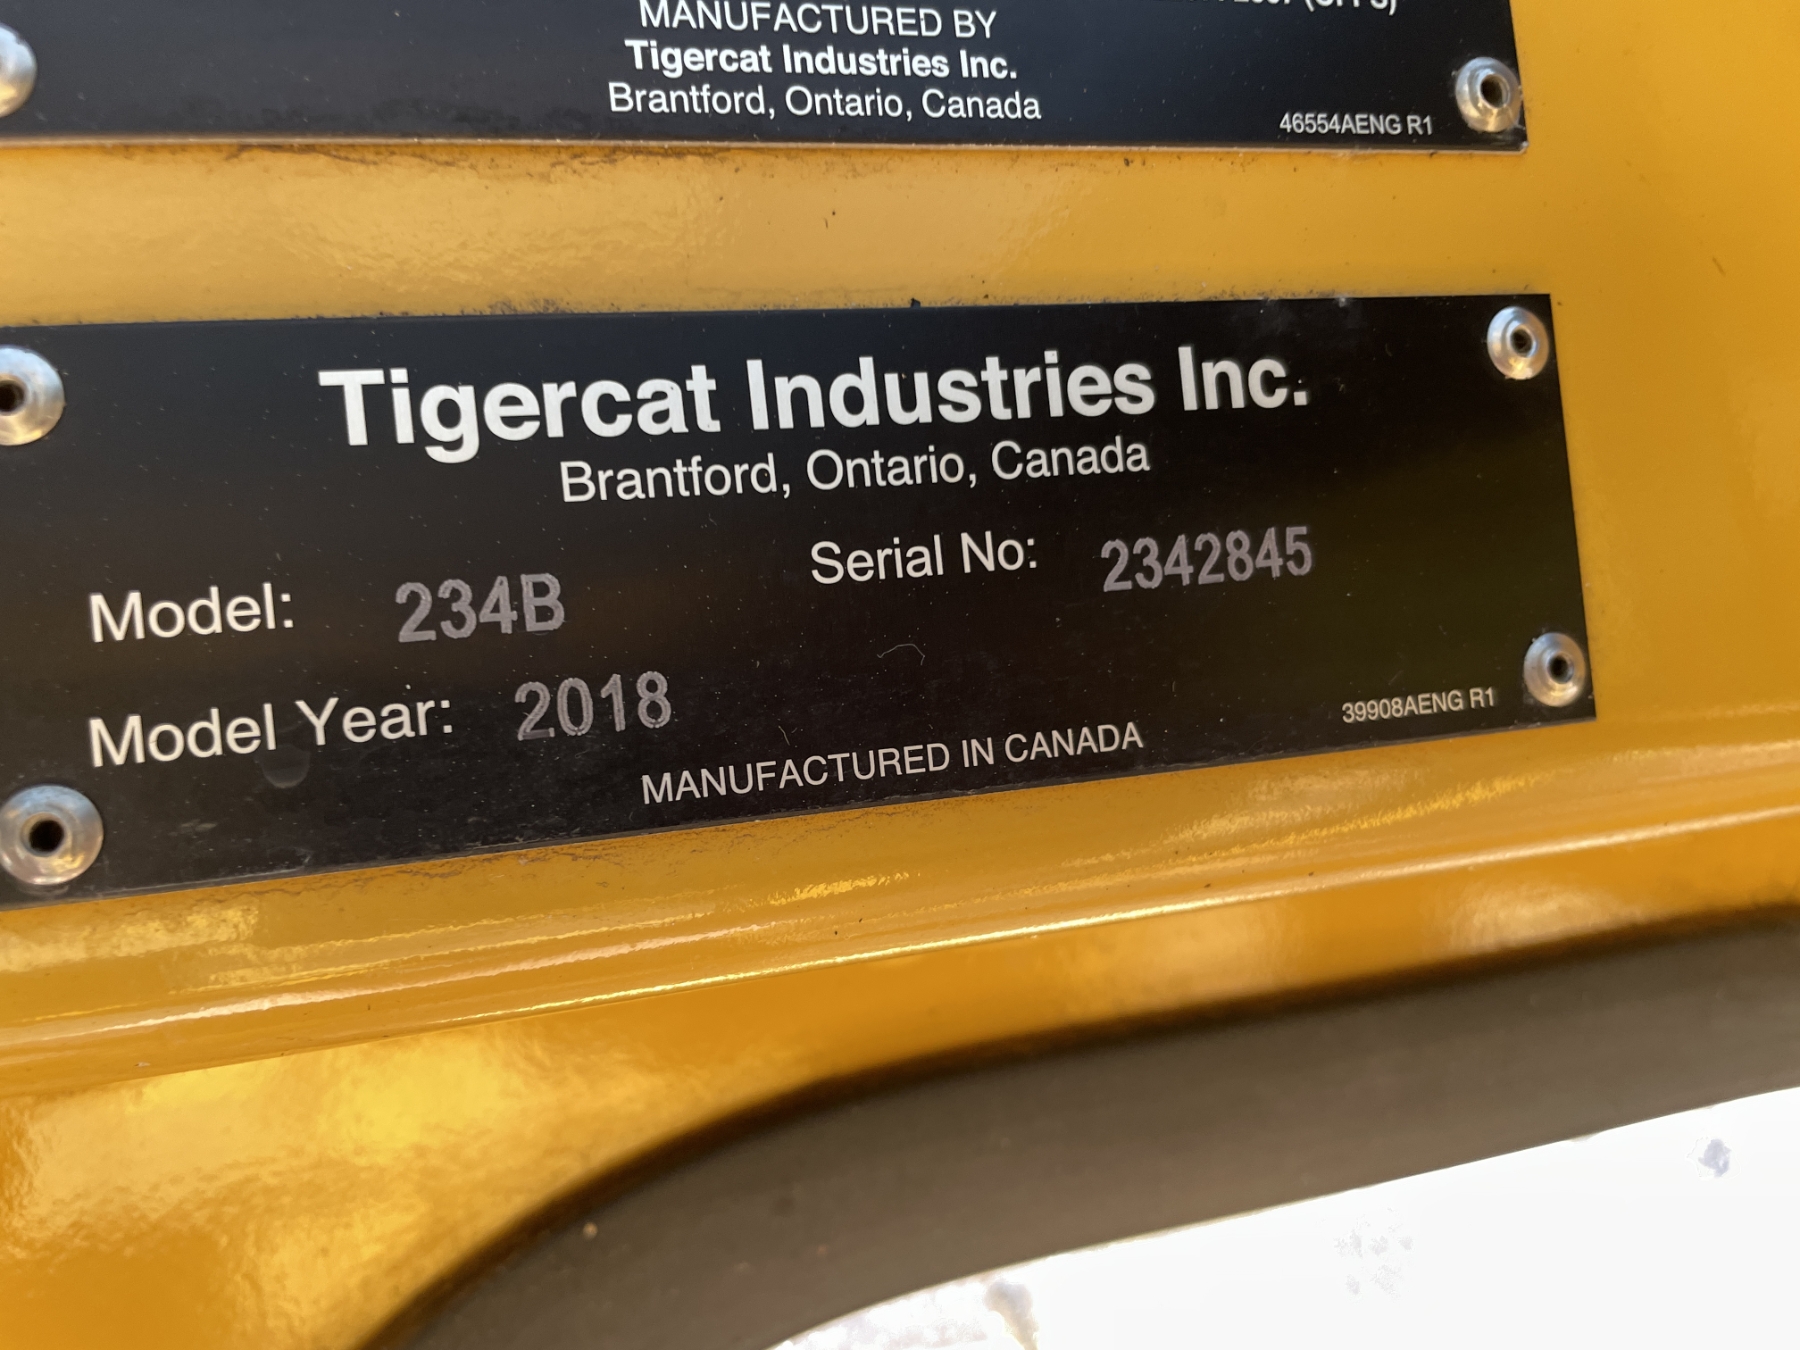 MANUFACTURED BY
Tigercat Industries Inc.
Brantford, Ontario, Canada
46554AENG R1
Tigercat Industries Inc.
Brantford, Ontario, Canada
Model: 234B Serial No: 2342845
Model Year: 2018
39908AENG R1
MANUFACTURED IN CANADA